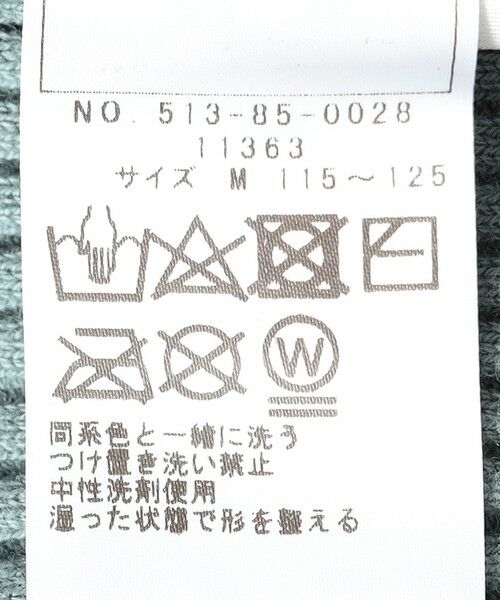 NO. 513-85-0028
11363
サイズ M 115～125
W
同系色と一緒に洗う
つけ置き洗い禁止
中性洗剤使用
湿った状態で形を整える